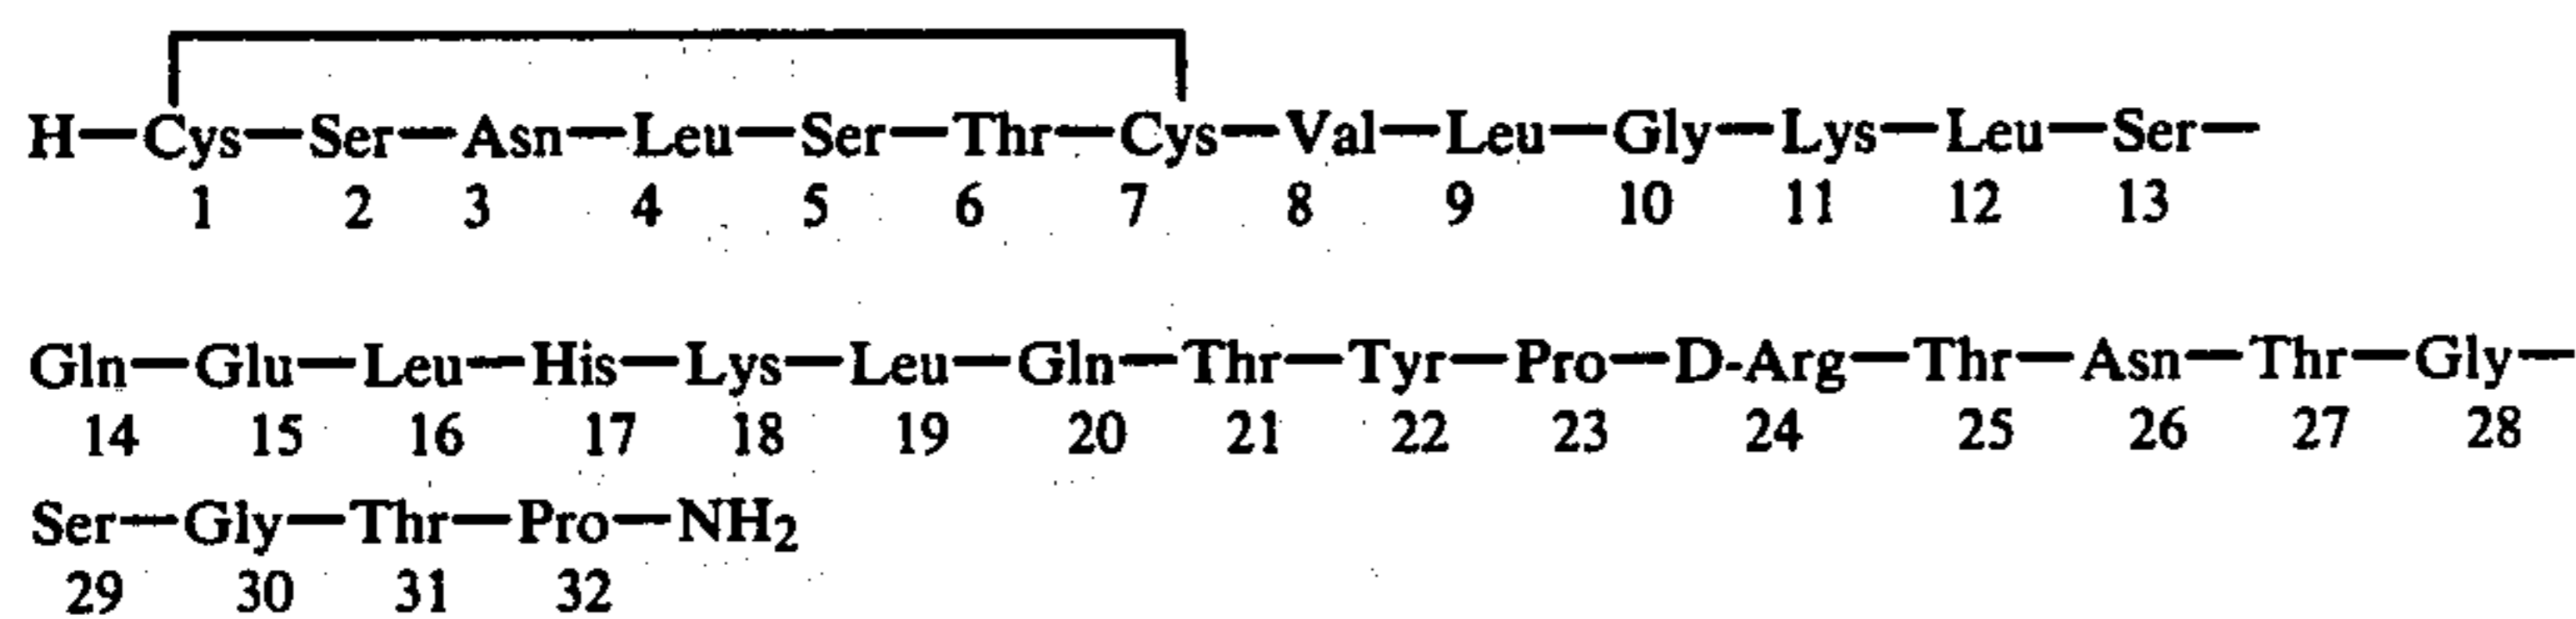 H—Cys—Ser—Asn—Leu—Ser—Thr—Cys—Val—Leu—Gly—Lys—Leu—Ser—
1 2 3 4 5 6 7 8 9 10 11 12 13
Gln—Glu—Leu—His—Lys—Leu—Gln—Thr—Tyr—Pro—D-Arg—Thr—Asn—Thr—Gly—
14 15 16 17 18 19 20 21 22 23 24 25 26 27 28
Ser—Gly—Thr—Pro—NH2
29 30 31 32